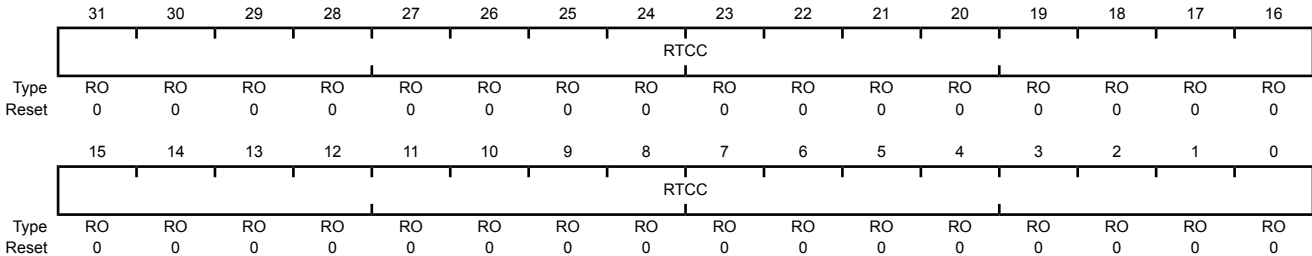 31 30 29 28 27 26 25 24 23 22 21 20 19 18 17 16
RTCC
Type RO RO RO RO RO RO RO RO RO RO RO RO RO RO RO RO
Reset 0 0 0 0 0 0 0 0 0 0 0 0 0 0 0 0
15 14 13 12 11 10 9 8 7 6 5 4 3 2 1 0
RTCC
Type RO RO RO RO RO RO RO RO RO RO RO RO RO RO RO RO
Reset 0 0 0 0 0 0 0 0 0 0 0 0 0 0 0 0